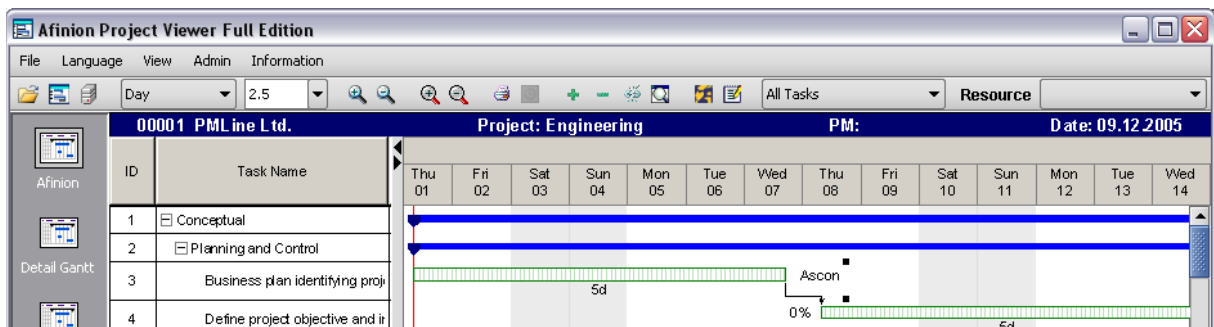 Afinion Project Viewer Full Edition
File Language View Admin Information
Day 2.5 All Tasks Resource
00001 PMLine Ltd. Project: Engineering PM: Date: 09.12.2005
ID Task Name
Thu Fri Sat Sun Mon Tue Wed Thu Fri Sat Sun Mon Tue Wed
01 02 03 04 05 06 07 08 09 10 11 12 13 14
Afinion
1 Conceptual
2 Planning and Control
Detail Gantt
3 Business plan identifying proj Ascon
5d
4 Define project objective and ir 0%
5d